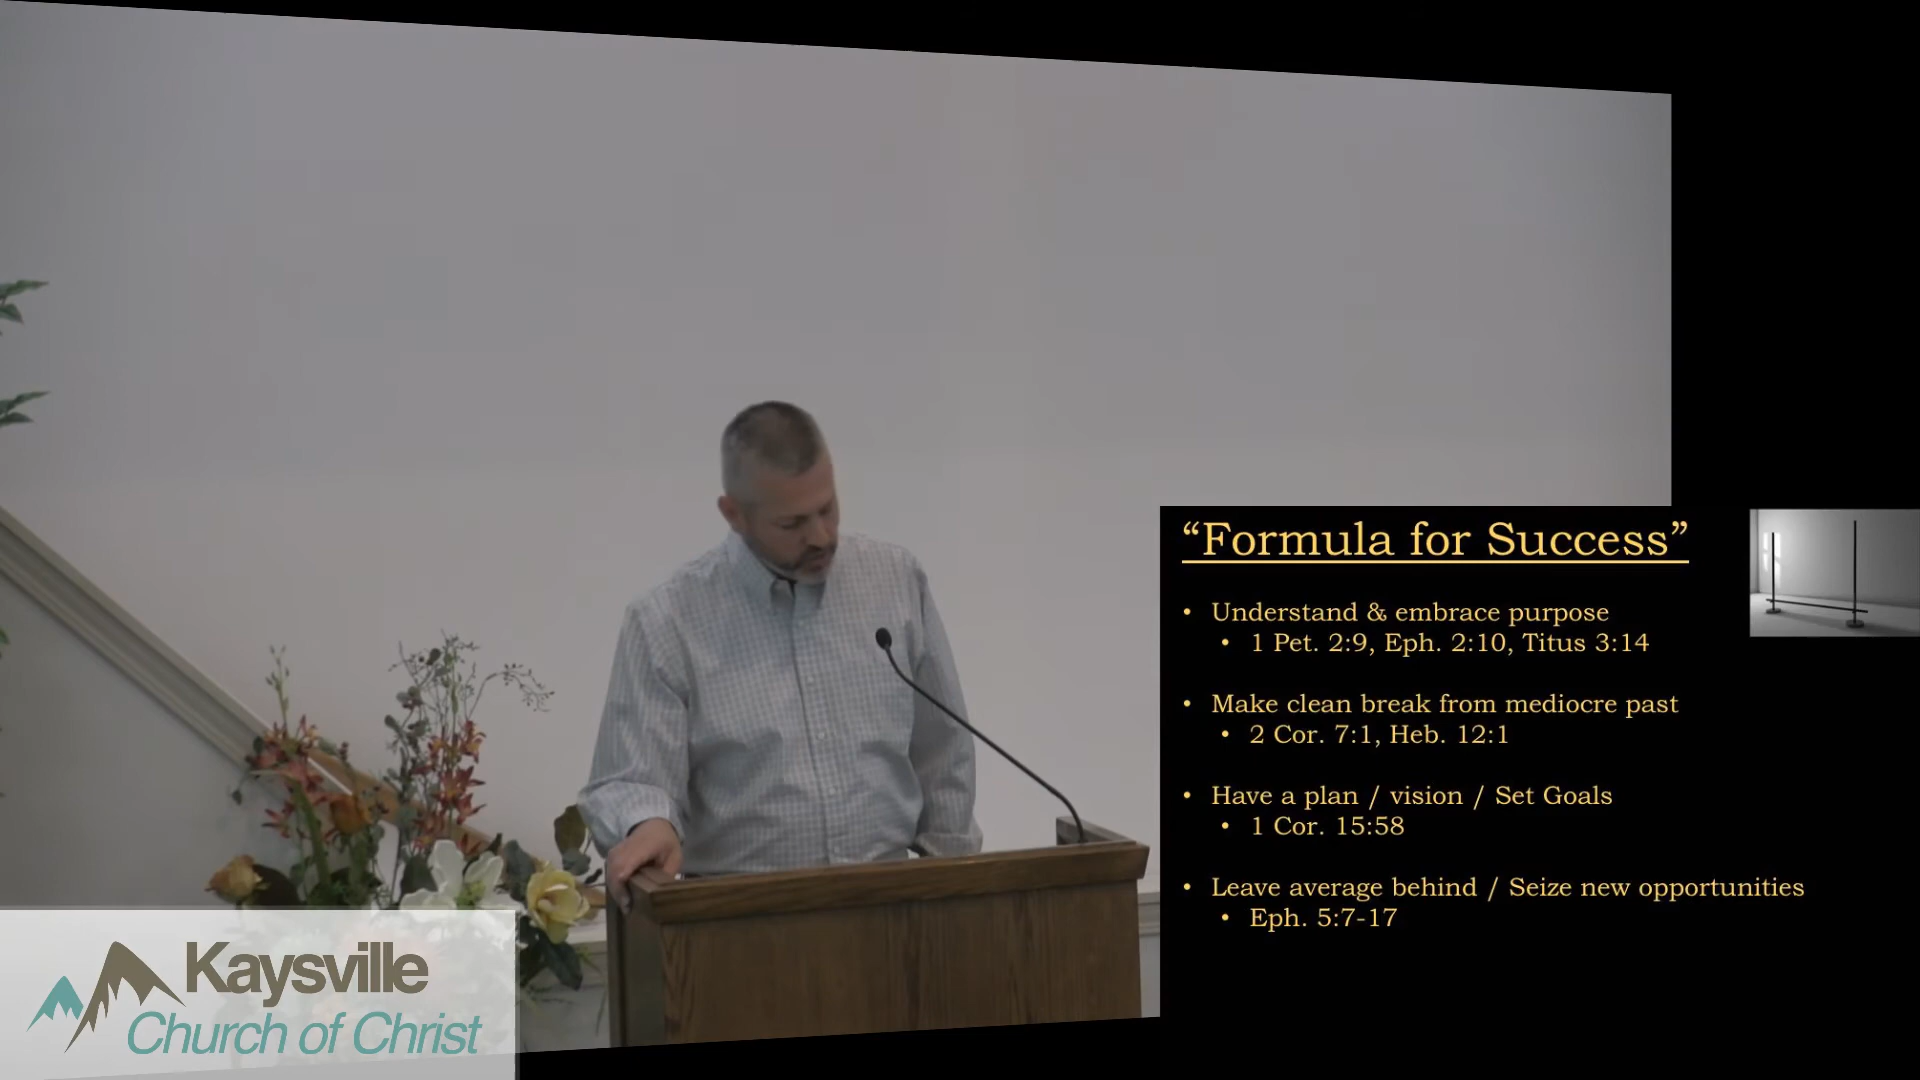 “Formula for Success”
• Understand & embrace purpose
• 1 Pet. 2:9, Eph. 2:10, Titus 3:14
• Make clean break from mediocre past
• 2 Cor. 7:1, Heb. 12:1
• Have a plan / vision / Set Goals
• 1 Cor. 15:58
• Leave average behind / Seize new opportunities
• Eph. 5:7-17
Kaysville
Church of Christ